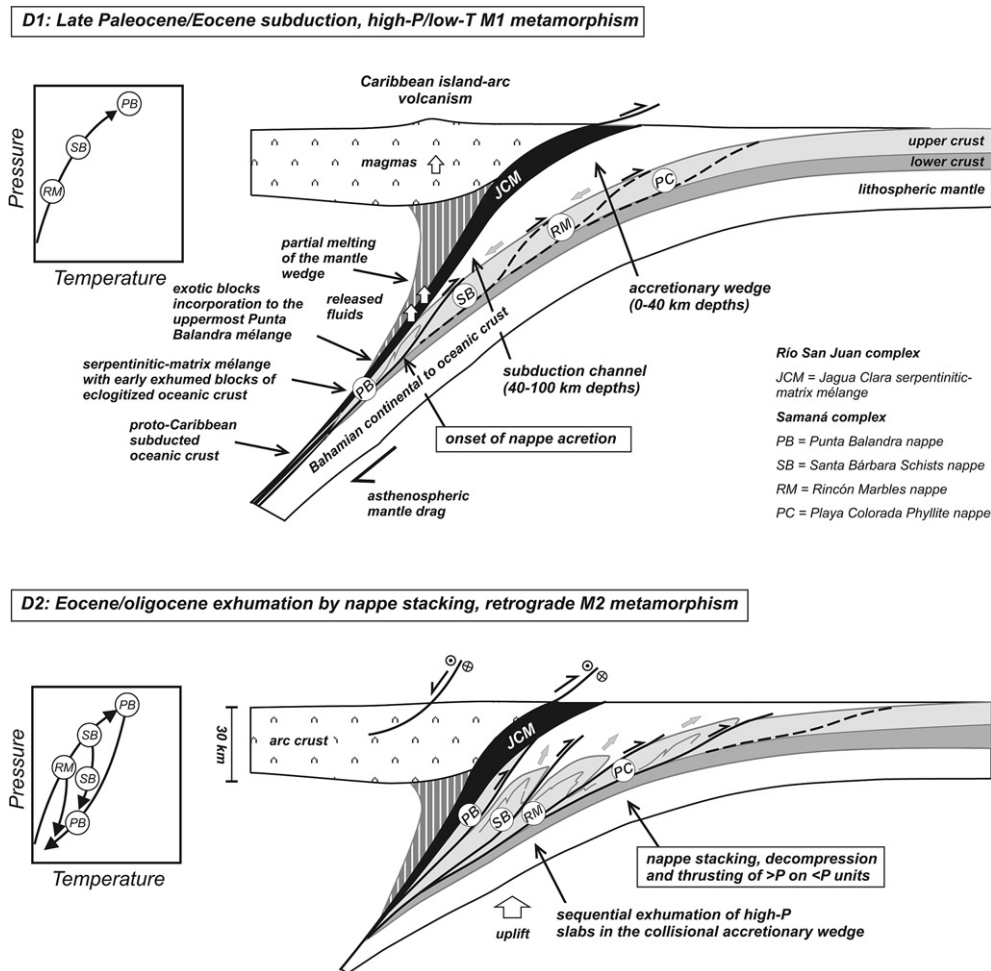 D1: Late Paleocene/Eocene subduction, high-P/low-T M1 metamorphism
Pressure
PB
SB
RM
Temperature
Caribbean island-arc
volcanism
magmas
JCM
upper crust
lower crust
lithospheric mantle
PC
RM
SB
PB
partial melting
of the mantle
wedge
exotic blocks
incorporation to the
uppermost Punta
Balandra mélange
released
fluids
serpentinitic-matrix mélange
with early exhumed blocks of
eclogitized oceanic crust
proto-Caribbean
subducted
oceanic crust
Bahamian continental to oceanic crust
accretionary wedge
(0-40 km depths)
subduction channel
(40-100 km depths)
onset of nappe acretion
asthenospheric
mantle drag
Río San Juan complex
JCM = Jagua Clara serpentinitic-
matrix mélange
Samaná complex
PB = Punta Balandra nappe
SB = Santa Bárbara Schists nappe
RM = Rincón Marbles nappe
PC = Playa Colorada Phyllite nappe
D2: Eocene/oligocene exhumation by nappe stacking, retrograde M2 metamorphism
Pressure
PB
SB
RM
SB
PB
Temperature
30 km
arc crust
JCM
PB
SB
RM
PC
nappe stacking, decompression
and thrusting of >P on <P units
uplift
sequential exhumation of high-P
slabs in the collisional accretionary wedge